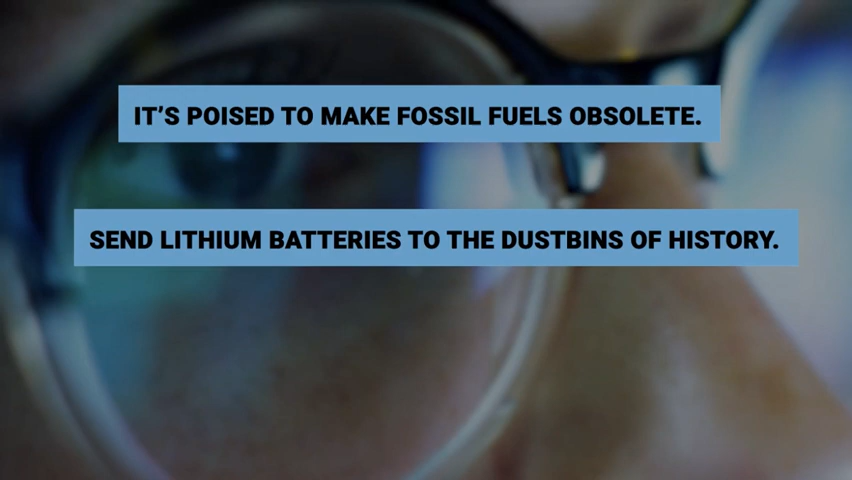 IT’S POISED TO MAKE FOSSIL FUELS OBSOLETE.
SEND LITHIUM BATTERIES TO THE DUSTBINS OF HISTORY.